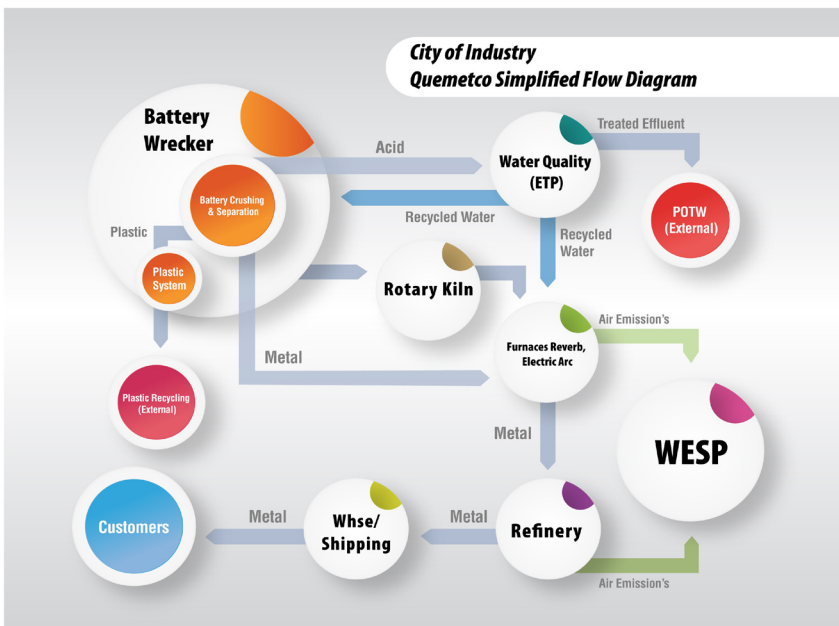 City of Industry
Quemetco Simplified Flow Diagram
Battery
Wrecker
Battery Crushing
& Separation
Plastic
Plastic
System
Plastic Recycling
(External)
Acid
Recycled Water
Water Quality
(ETP)
Treated Effluent
POTW
(External)
Recycled
Water
Rotary Kiln
Metal
Furnaces Reverb,
Electric Arc
Air Emission's
WESP
Metal
Refinery
Air Emission's
Metal
Whse/
Shipping
Metal
Customers